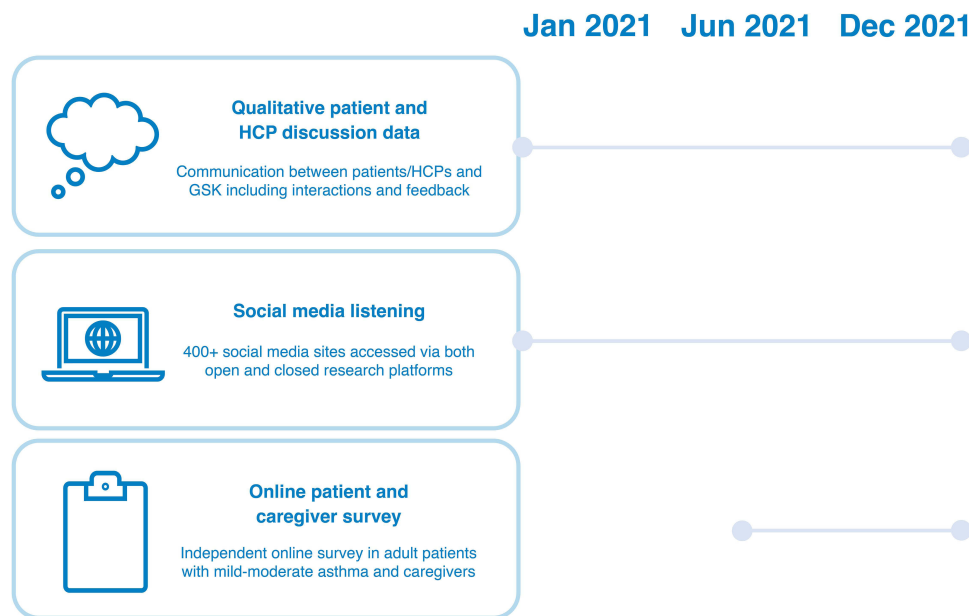 Jan 2021 Jun 2021 Dec 2021
Qualitative patient and
HCP discussion data
Communication between patients/HCPs and
GSK including interactions and feedback
Social media listening
400+ social media sites accessed via both
open and closed research platforms
Online patient and
caregiver survey
Independent online survey in adult patients
with mild-moderate asthma and caregivers